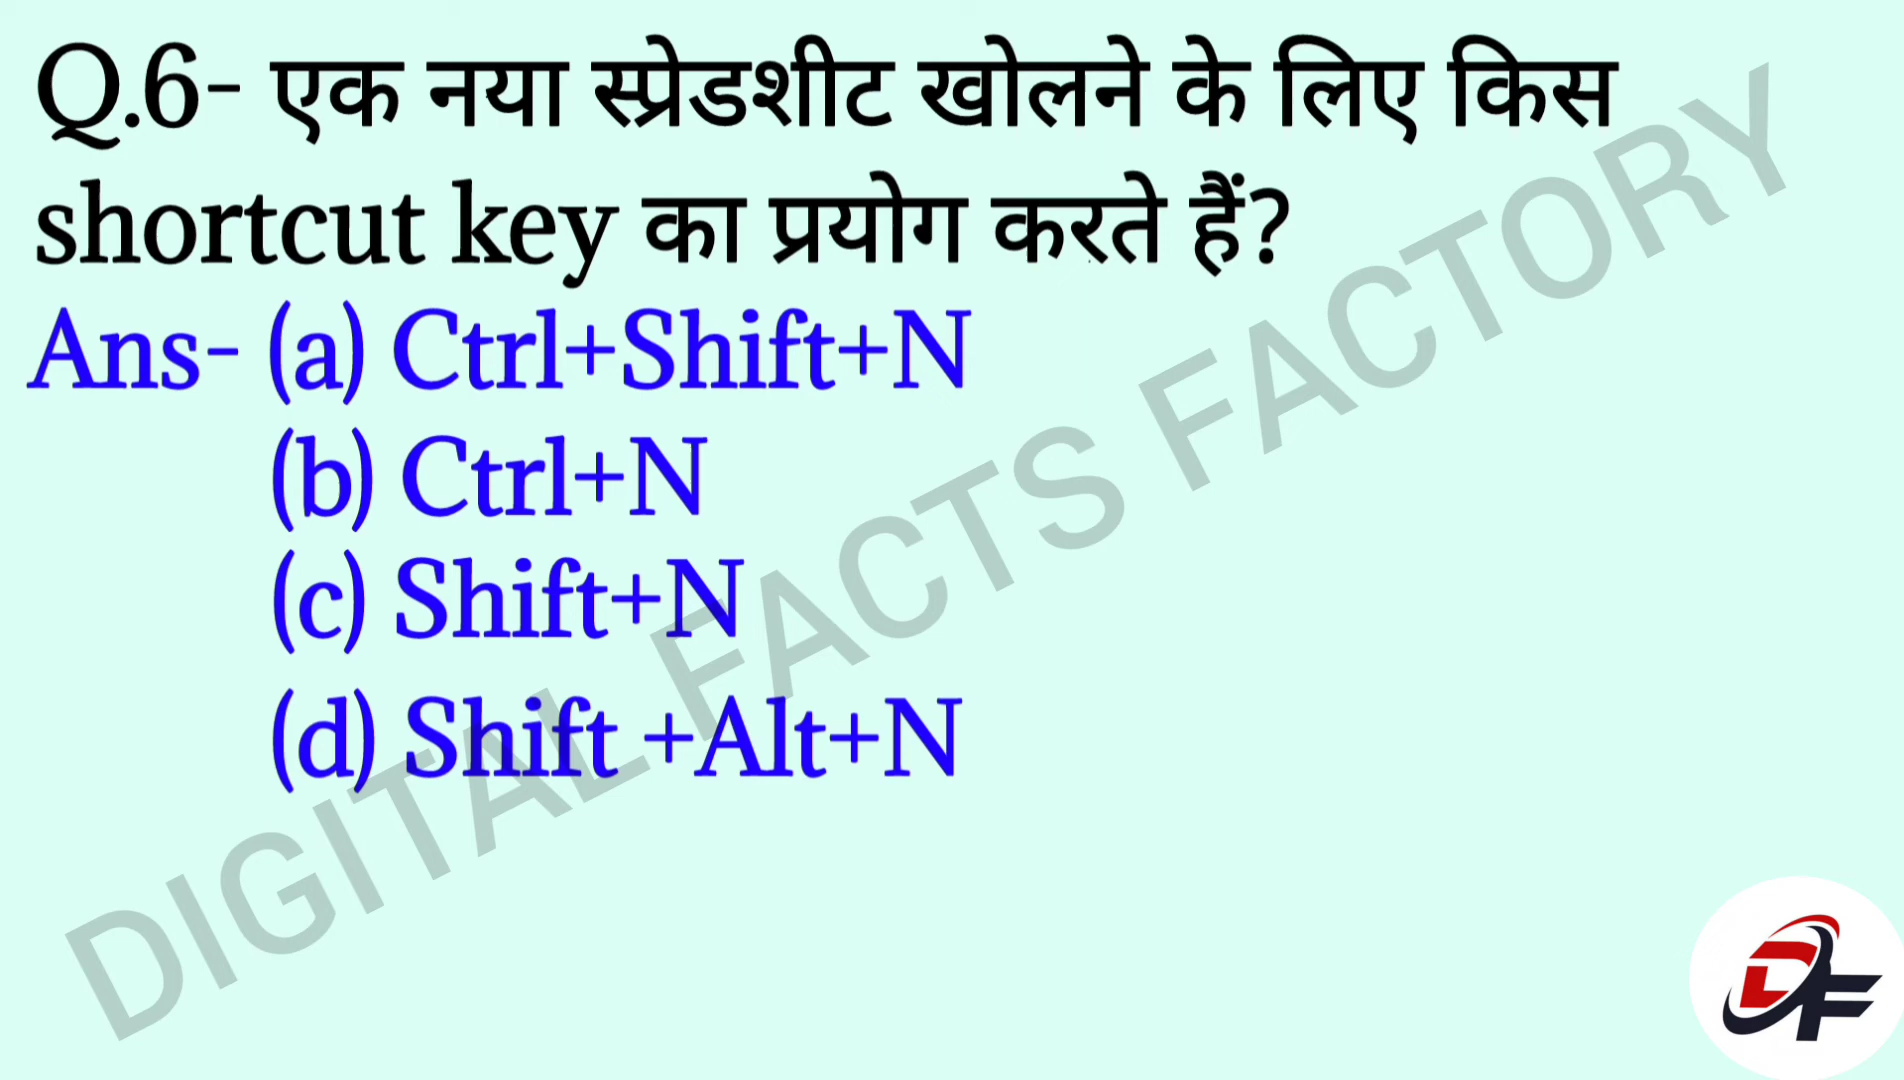 Q.6- एक नया स्प्रेडशीट खोलने के लिए किस
shortcut key का प्रयोग करते हैं?
Ans- (a) Ctrl+Shift+N
(b) Ctrl+N
(c) Shift+N
(d) Shift +Alt+N
DIGITAL FACTS FACTORY
DF